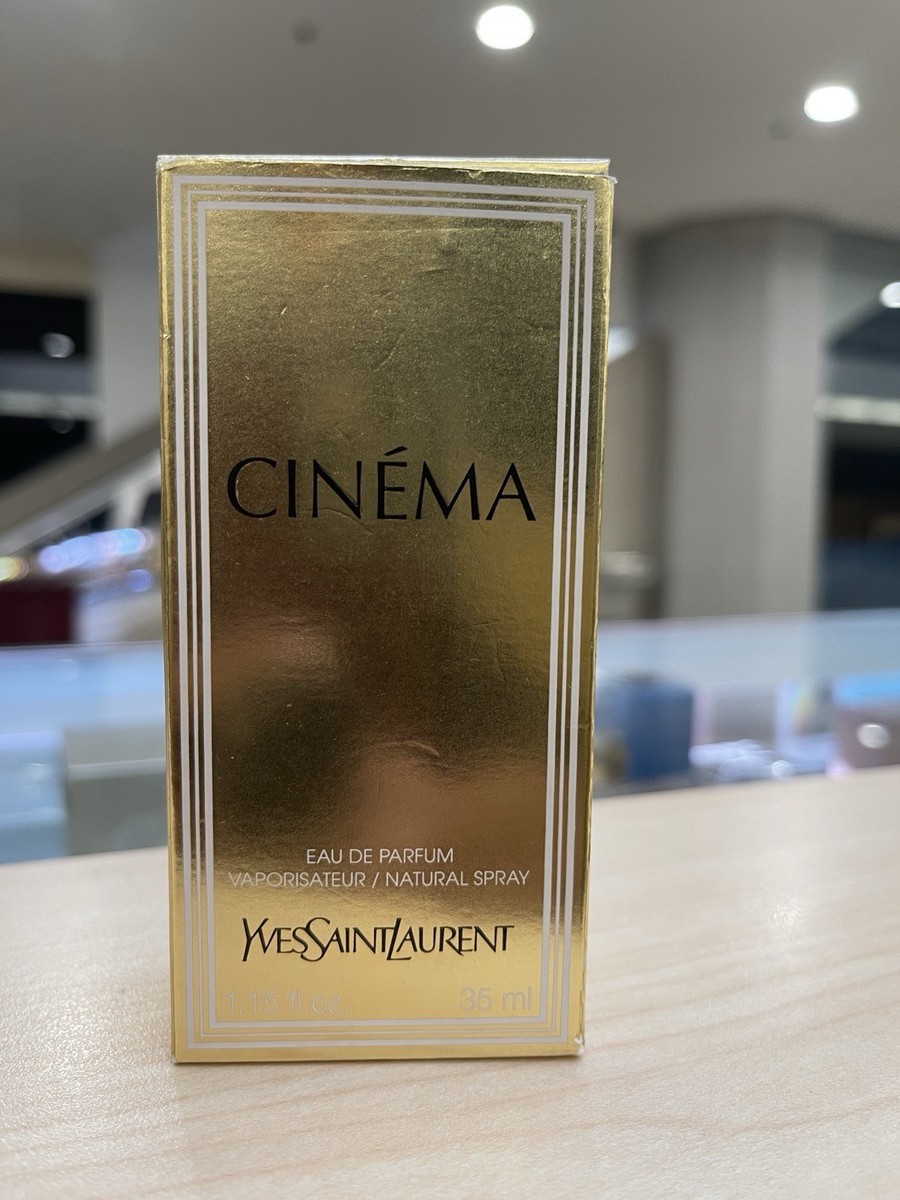 CINÉMA
EAU DE PARFUM
VAPORISATEUR / NATURAL SPRAY
YVESSAINTLAURENT
1.15 fl.oz. 35 ml